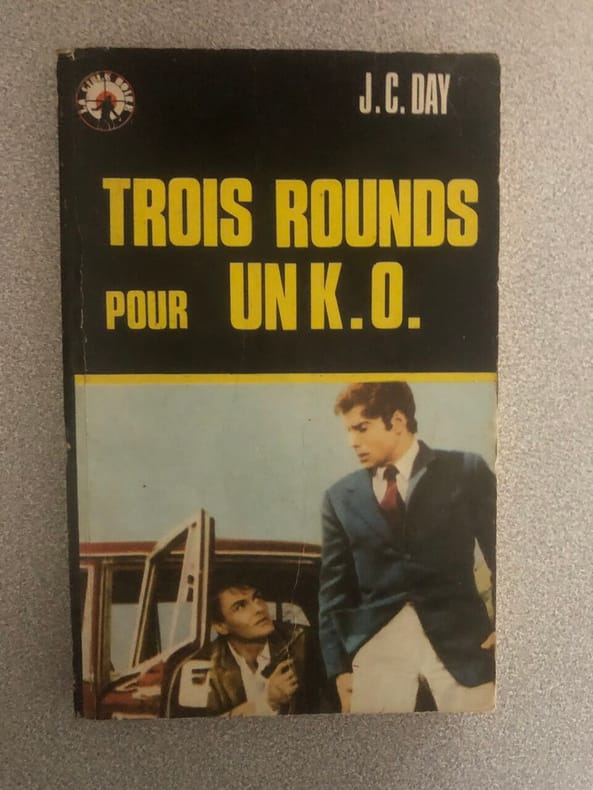 J.C. DAY
TROIS ROUNDS
POUR UN K.O.